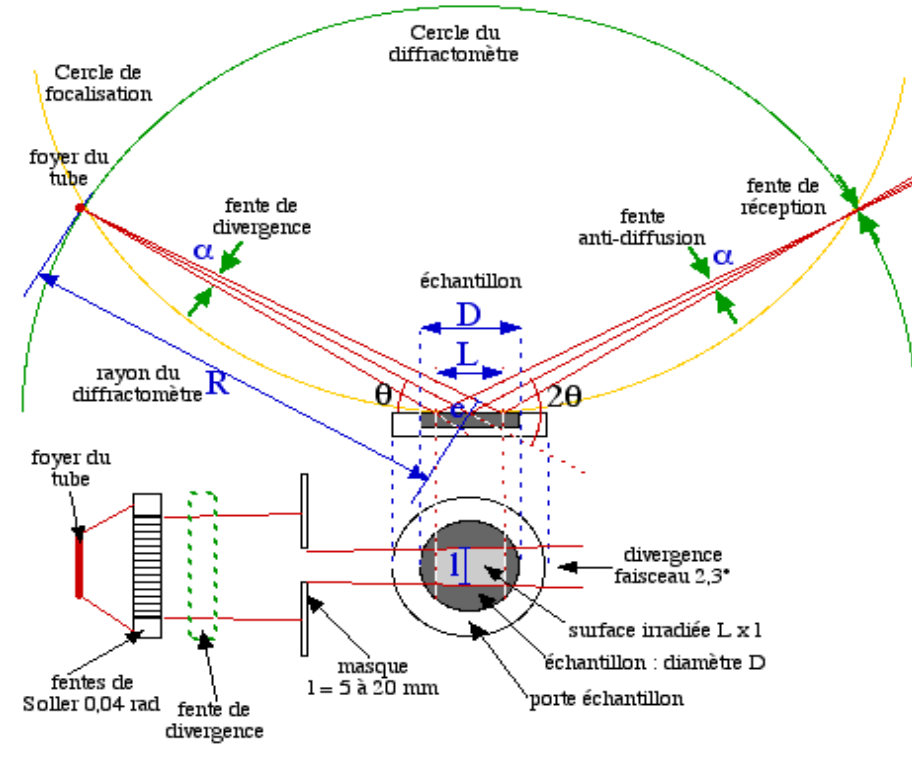 Cercle du
diffractomètre
Cercle de
focalisation
foyer du
tube
fente de
divergence
α
fente
anti-diffusion
α
fente de
réception
échantillon
D
L
θ
e
2θ
rayon du
diffractomètre
R
foyer du
tube
l
divergence
faisceau 2,3°
surface irradiée L x l
échantillon : diamètre D
porte échantillon
masque
l = 5 à 20 mm
fentes de
Soller 0,04 rad
fente de
divergence